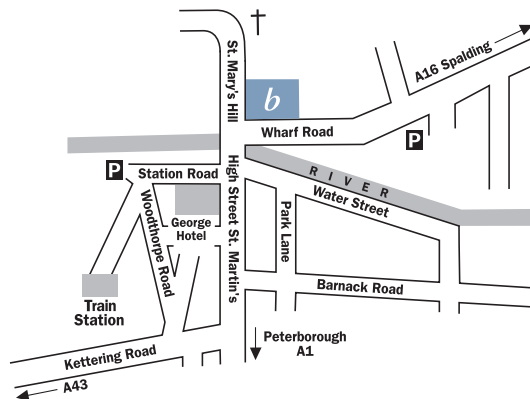 St. Mary's Hill
b
A16 Spalding
Wharf Road
P
P
Station Road
RIVER
Water Street
High Street St. Martin's
Woodthorpe Road
George
Hotel
Park Lane
Barnack Road
Train
Station
Peterborough
A1
Kettering Road
A43